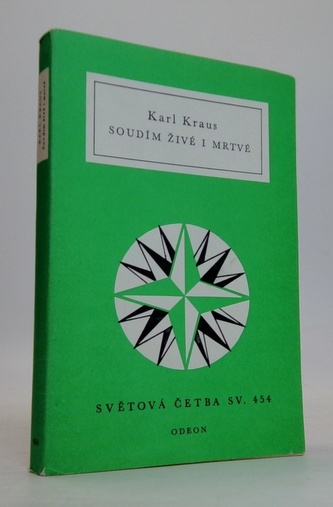 Karl Kraus
SOUDÍM ŽIVÉ I MRTVÉ
SVĚTOVÁ ČETBA SV. 454
ODEON